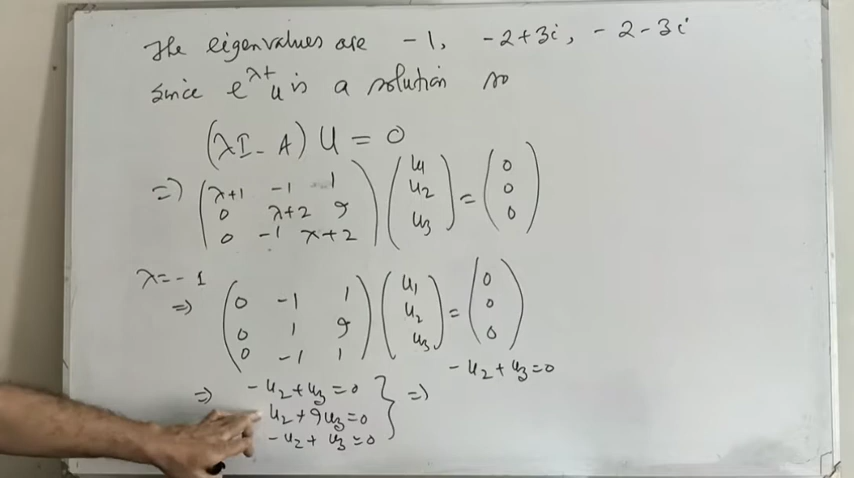 The eigenvalues are -1, -2+3i, -2-3i
Since e^{λt}u is a solution so
(λI - A) U = 0
=> ( λ+1 -1 1 ) ( u1 ) = ( 0 )
( 0 λ+2 9 ) ( u2 ) ( 0 )
( 0 -1 λ+2 ) ( u3 ) ( 0 )
λ = -1
=> ( 0 -1 1 ) ( u1 ) = ( 0 )
( 0 1 9 ) ( u2 ) ( 0 )
( 0 -1 1 ) ( u3 ) ( 0 )
=> -u2 + u3 = 0 } => -u2 + u3 = 0
u2 + 9u3 = 0
-u2 + u3 = 0